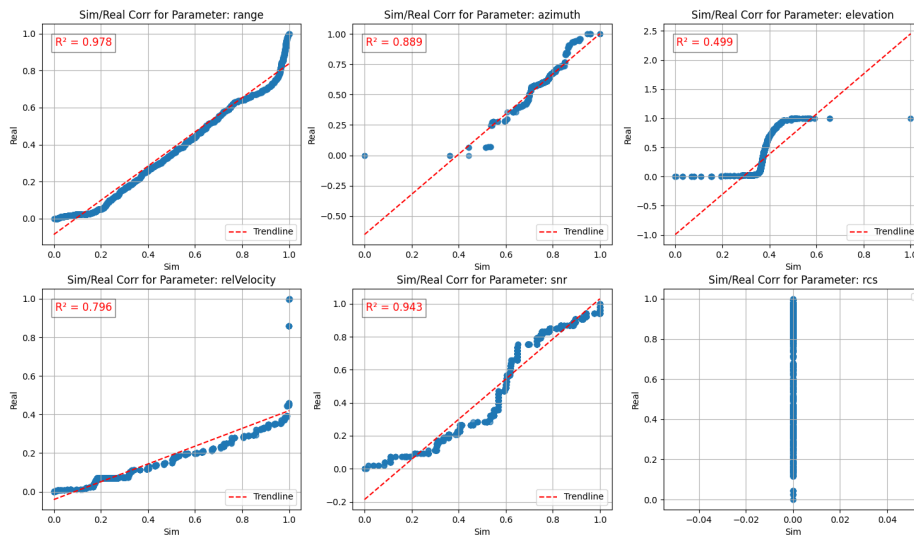 Sim/Real Corr for Parameter: range
R² = 0.978
1.0
0.8
0.6
0.4
0.2
0.0
Real
0.0 0.2 0.4 0.6 0.8 1.0
Sim
Trendline
Sim/Real Corr for Parameter: azimuth
R² = 0.889
1.00
0.75
0.50
0.25
0.00
−0.25
−0.50
Real
0.0 0.2 0.4 0.6 0.8 1.0
Sim
Trendline
Sim/Real Corr for Parameter: elevation
R² = 0.499
2.5
2.0
1.5
1.0
0.5
0.0
−0.5
−1.0
Real
0.0 0.2 0.4 0.6 0.8 1.0
Sim
Trendline
Sim/Real Corr for Parameter: relVelocity
R² = 0.796
1.0
0.8
0.6
0.4
0.2
0.0
Real
0.0 0.2 0.4 0.6 0.8 1.0
Sim
Trendline
Sim/Real Corr for Parameter: snr
R² = 0.943
1.0
0.8
0.6
0.4
0.2
0.0
−0.2
Real
0.0 0.2 0.4 0.6 0.8 1.0
Sim
Trendline
Sim/Real Corr for Parameter: rcs
1.0
0.8
0.6
0.4
0.2
0.0
Real
−0.04 −0.02 0.00 0.02 0.04
Sim